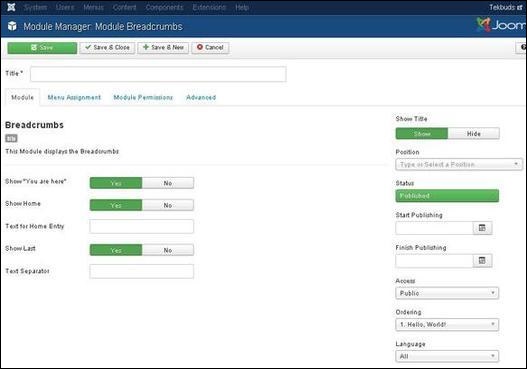 System Users Menus Content Components Extensions Help Tekbuds
Module Manager: Module Breadcrumbs Joom
Save Save & Close Save & New Cancel
Title *
Module Menu Assignment Module Permissions Advanced
Breadcrumbs
Site
This Module displays the Breadcrumbs
Show "You are here" Yes No
Show Home Yes No
Text for Home Entry
Show Last Yes No
Text Separator
Show Title
Show Hide
Position
Type or Select a Position
Status
Published
Start Publishing
Finish Publishing
Access
Public
Ordering
1. Hello, World!
Language
All